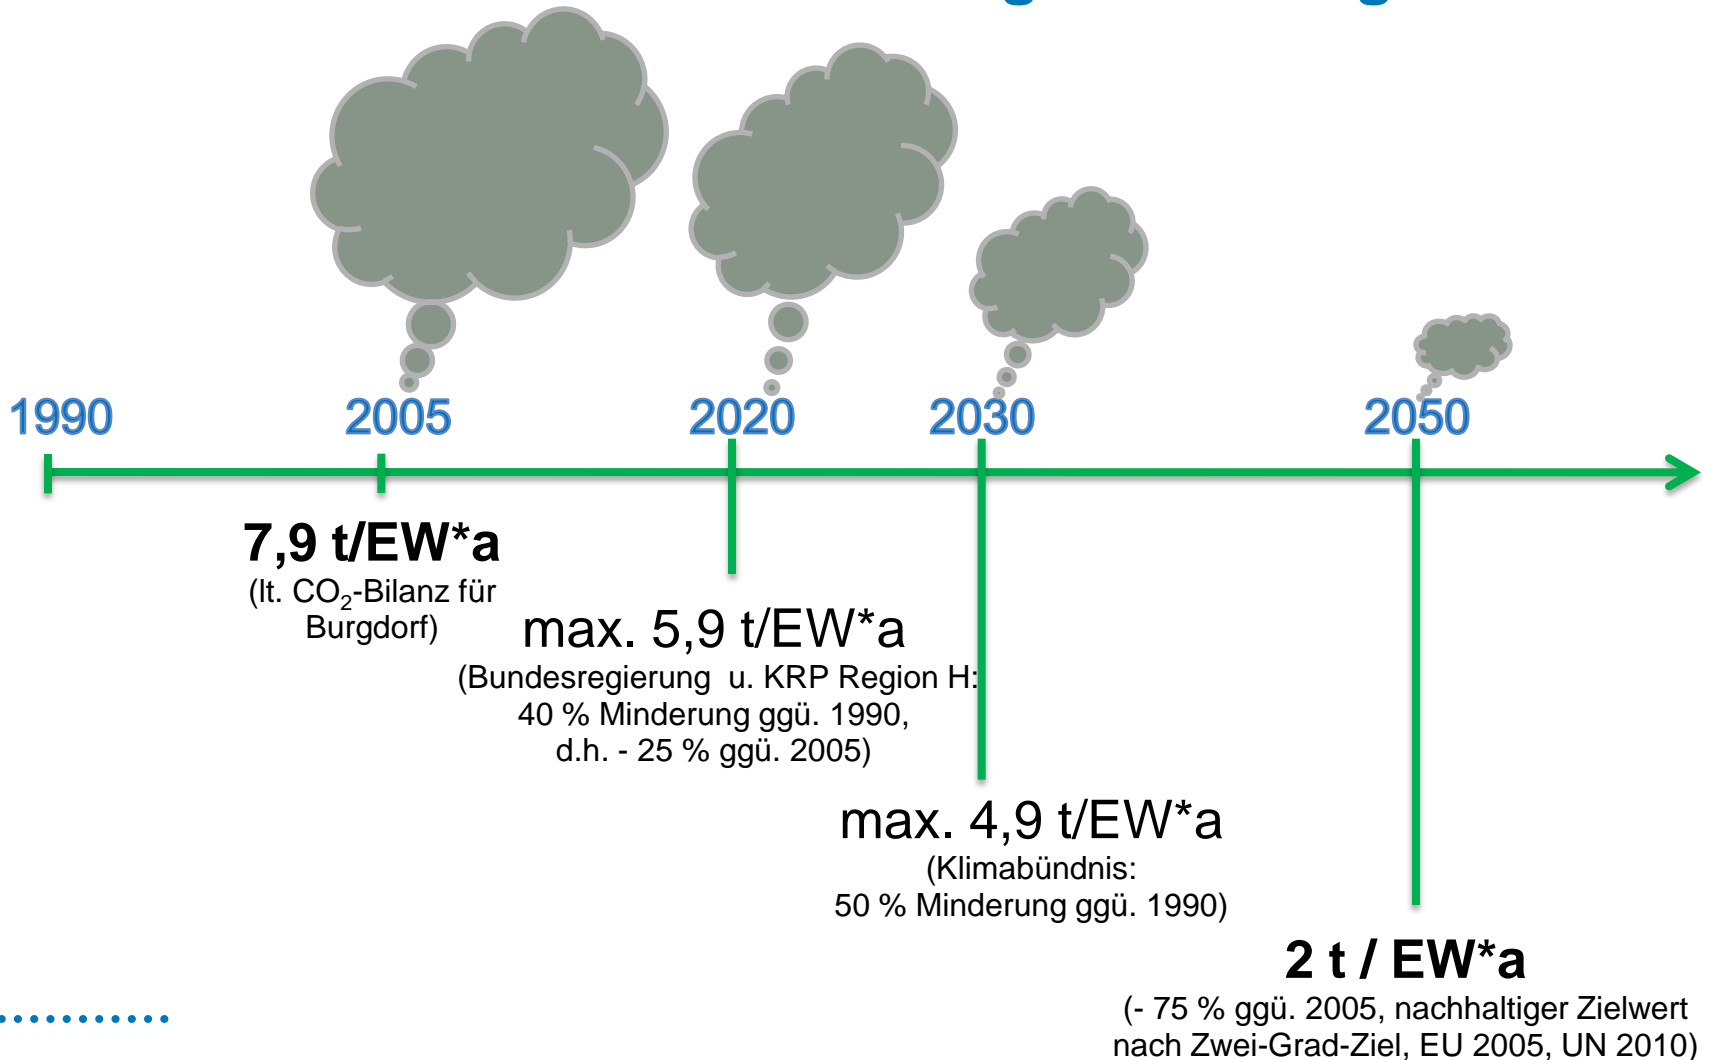 1990
2005
2020
2030
2050
7,9 t/EW*a
(lt. CO₂-Bilanz für
Burgdorf)
max. 5,9 t/EW*a
(Bundesregierung u. KRP Region H:
40 % Minderung ggü. 1990,
d.h. - 25 % ggü. 2005)
max. 4,9 t/EW*a
(Klimabündnis:
50 % Minderung ggü. 1990)
2 t / EW*a
(- 75 % ggü. 2005, nachhaltiger Zielwert
nach Zwei-Grad-Ziel, EU 2005, UN 2010)